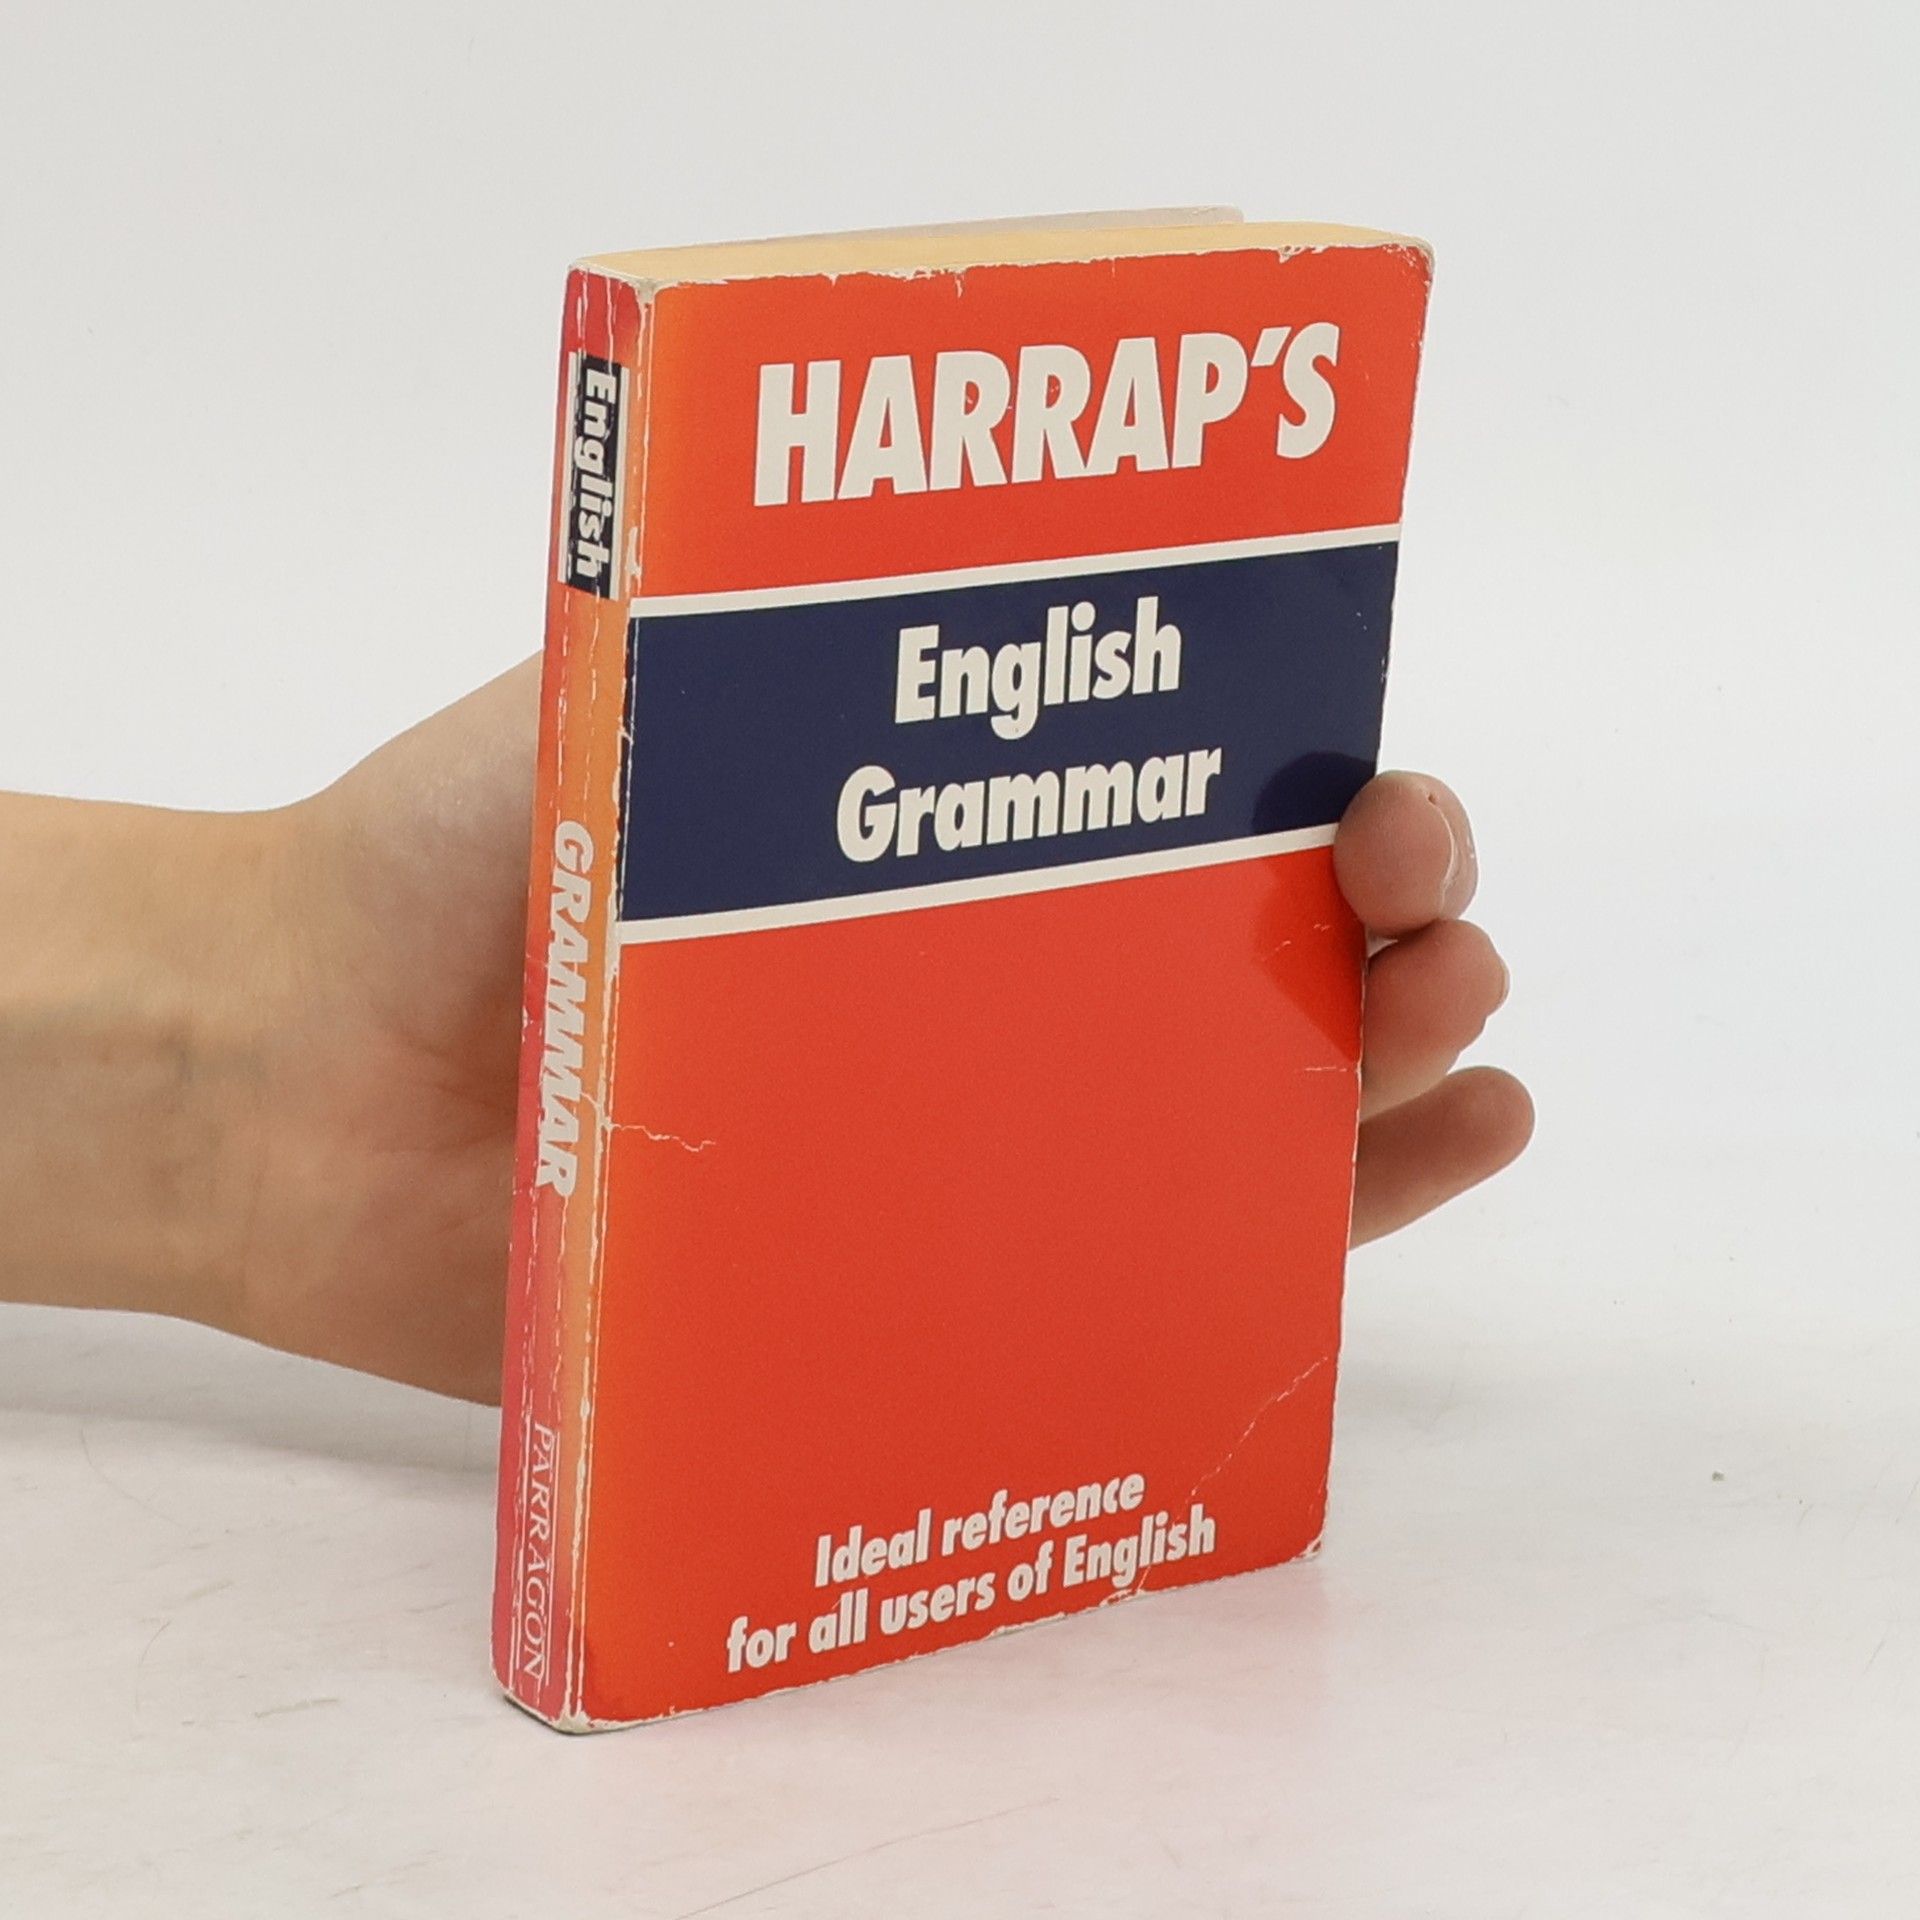 HARRAP'S
English
Grammar
Ideal reference
for all users of English
English
GRAMMAR
PARRAGON